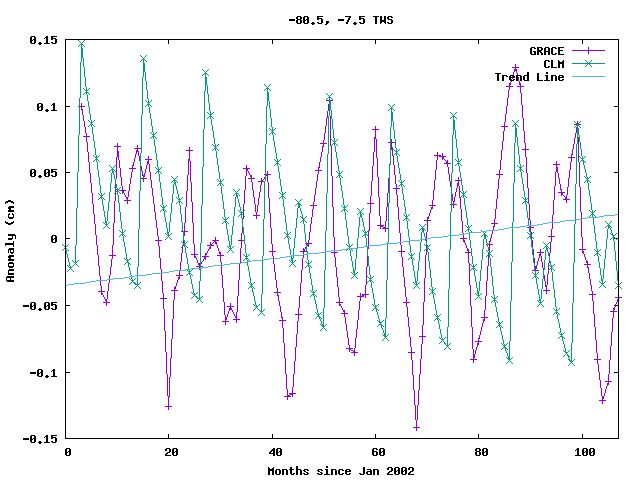 -80.5, -7.5 TWS
GRACE
CLM
Trend Line
0.15
0.1
0.05
0
-0.05
-0.1
-0.15
Anomaly (cm)
0 20 40 60 80 100
Months since Jan 2002